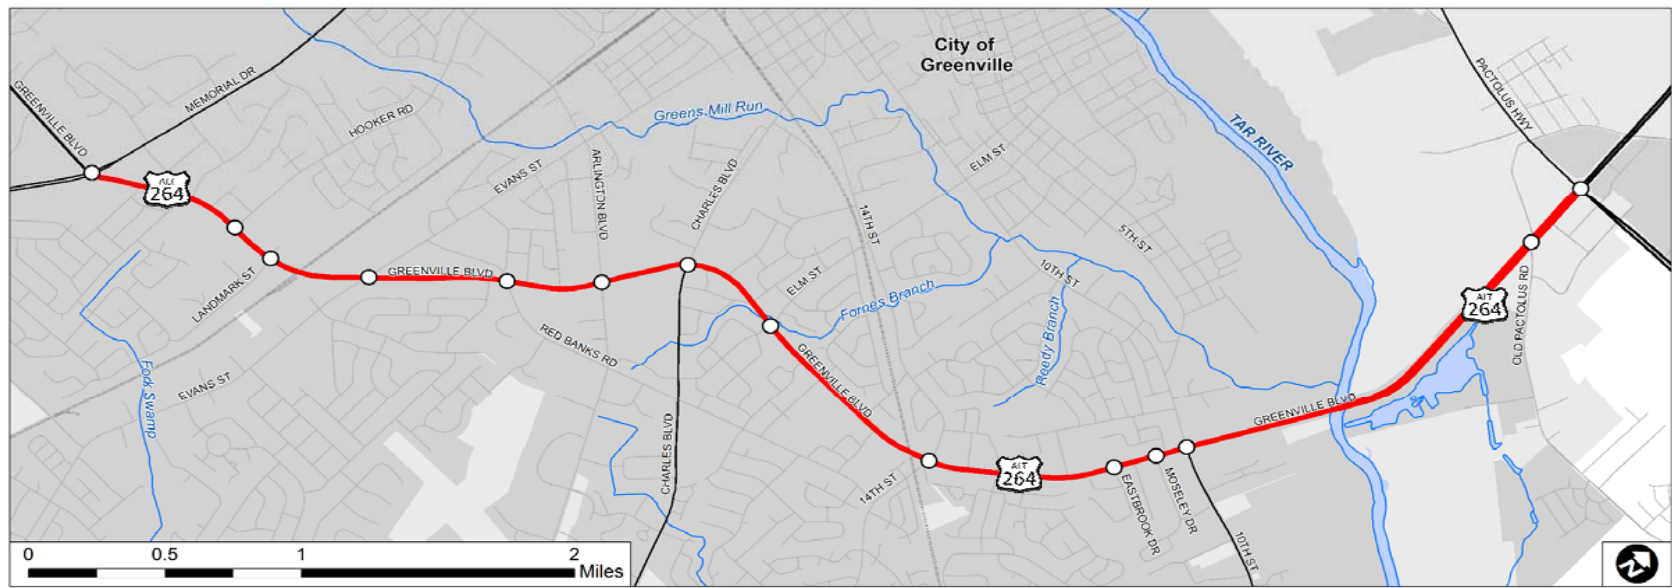 City of
Greenville
GREENVILLE BLVD
MEMORIAL DR
HOOKER RD
Greens Mill Run
PACTOLUS HWY
TAR RIVER
ELM ST
EVANS ST
ARLINGTON BLVD
CHARLES BLVD
14TH ST
5TH ST
10TH ST
264
LANDMARK ST
GREENVILLE BLVD
ELM ST
Fornes Branch
Reedy Branch
ALT
264
OLD PACTOLUS RD
RED BANKS RD
GREENVILLE BLVD
Fork Swamp
EVANS ST
CHARLES BLVD
GREENVILLE BLVD
14TH ST
ALT
264
EASTBROOK DR
MOSELEY DR
10TH ST
0 0.5 1 2
Miles